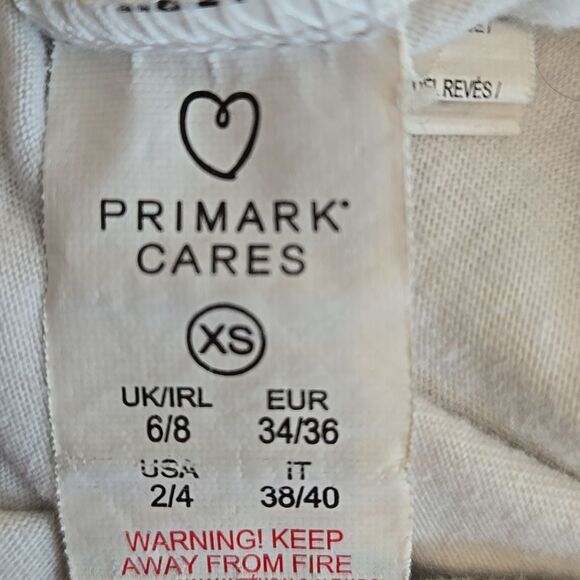 REVÉS /
PRIMARK
CARES
XS
UK/IRL EUR
6/8 34/36
USA IT
2/4 38/40
WARNING! KEEP
AWAY FROM FIRE